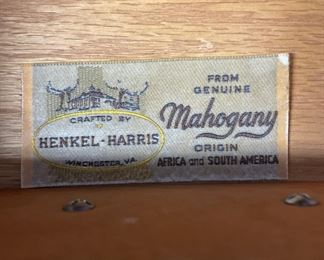 CRAFTED BY
HENKEL-HARRIS
WINCHESTER, VA.
FROM
GENUINE
Mahogany
ORIGIN
AFRICA and SOUTH AMERICA